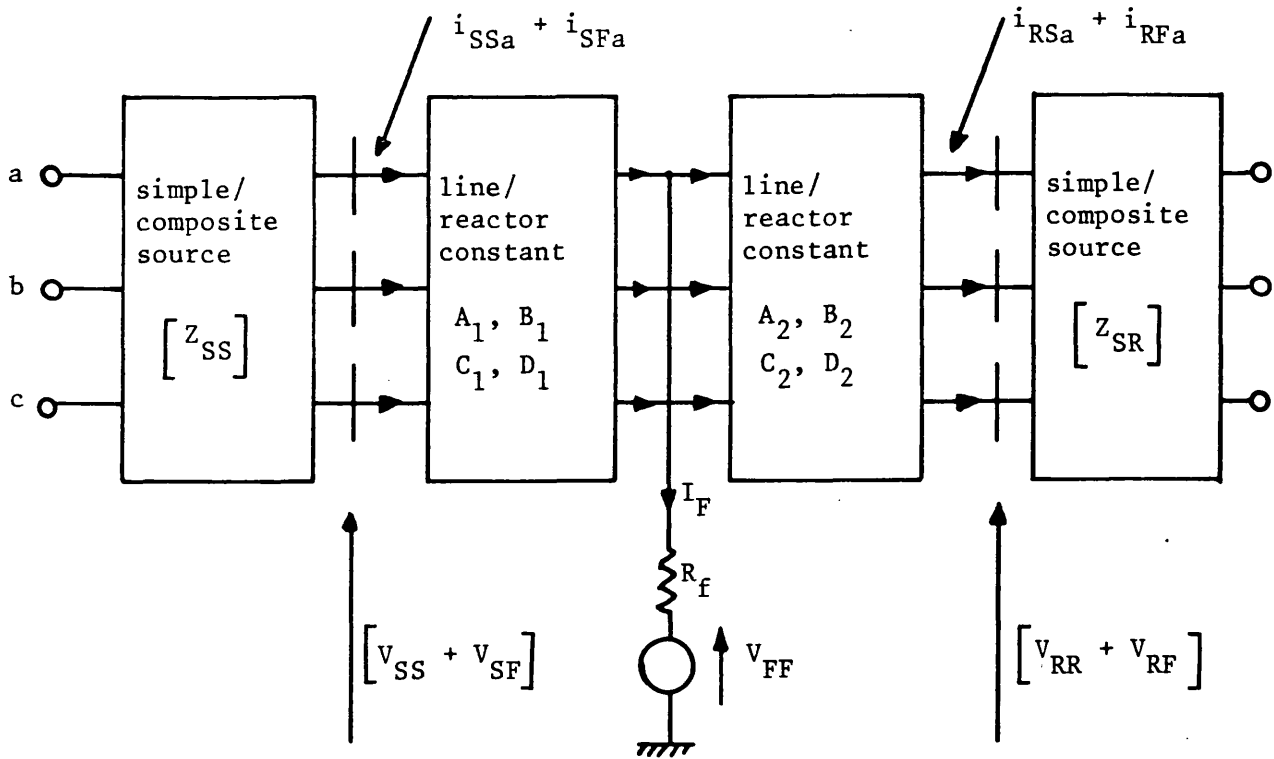 i_SSa + i_SFa
i_RSa + i_RFa
a
b
c
simple/
composite
source
[Z_SS]
line/
reactor
constant
A_1, B_1
C_1, D_1
line/
reactor
constant
A_2, B_2
C_2, D_2
simple/
composite
source
[Z_SR]
I_F
R_f
V_FF
[V_SS + V_SF]
[V_RR + V_RF]